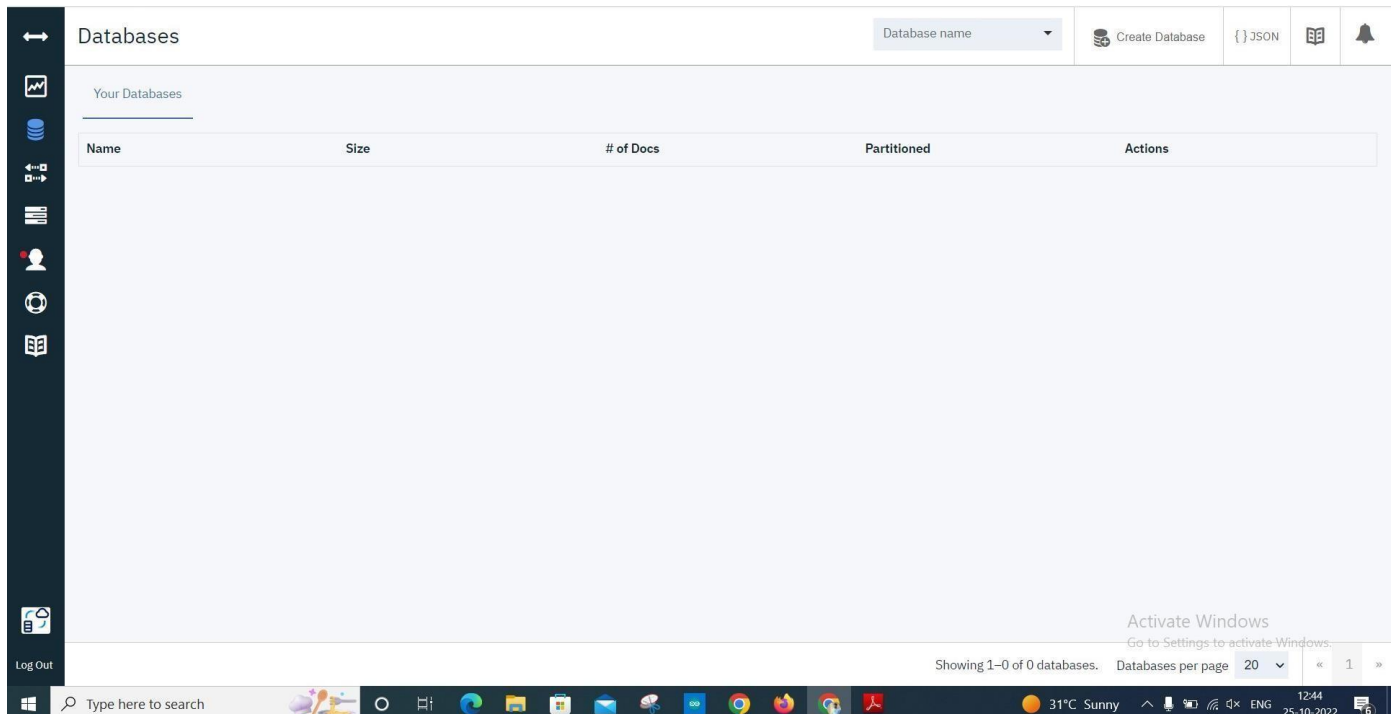 Databases
Database name
Create Database
{ } JSON
Your Databases
Name Size # of Docs Partitioned Actions
Activate Windows
Go to Settings to activate Windows.
Log Out
Showing 1–0 of 0 databases. Databases per page 20 « 1 »
Type here to search
31°C Sunny
ENG
12:44
25-10-2022
6